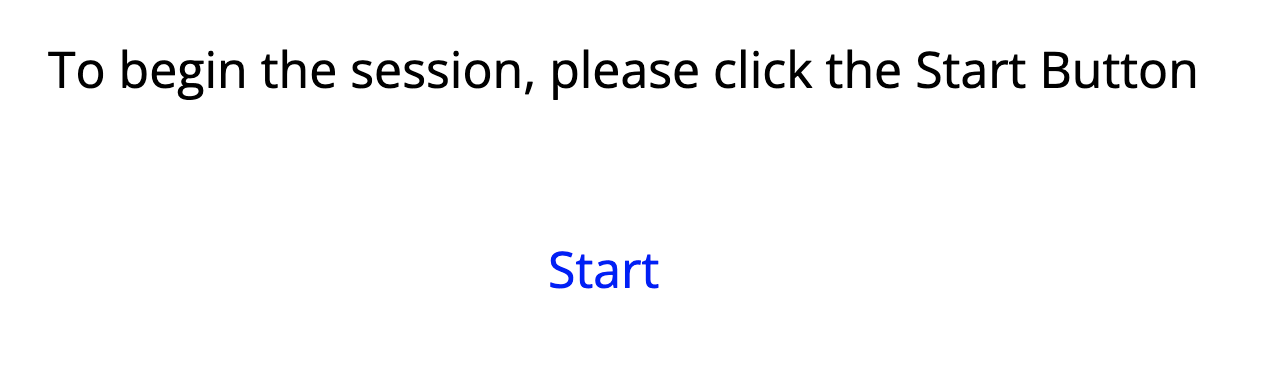 To begin the session, please click the Start Button
Start